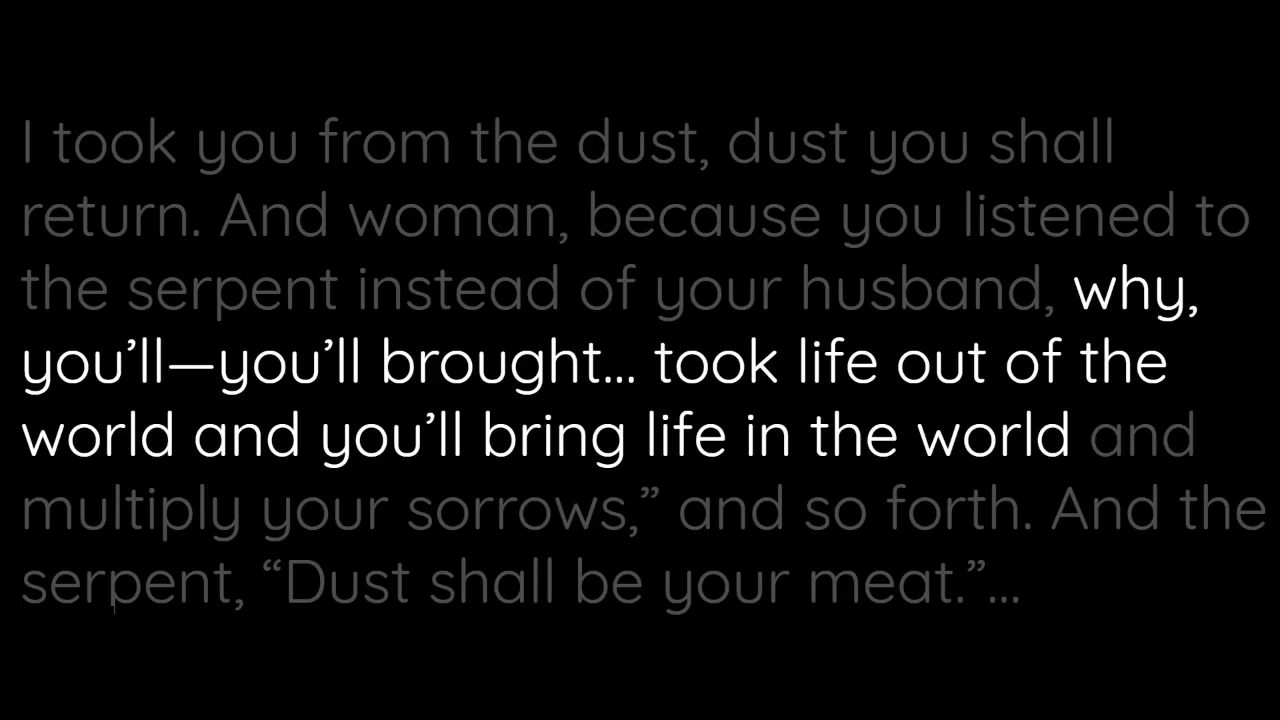 I took you from the dust, dust you shall
return. And woman, because you listened to
the serpent instead of your husband, why,
you’ll—you’ll brought... took life out of the
world and you’ll bring life in the world and
multiply your sorrows,” and so forth. And the
serpent, “Dust shall be your meat.”...